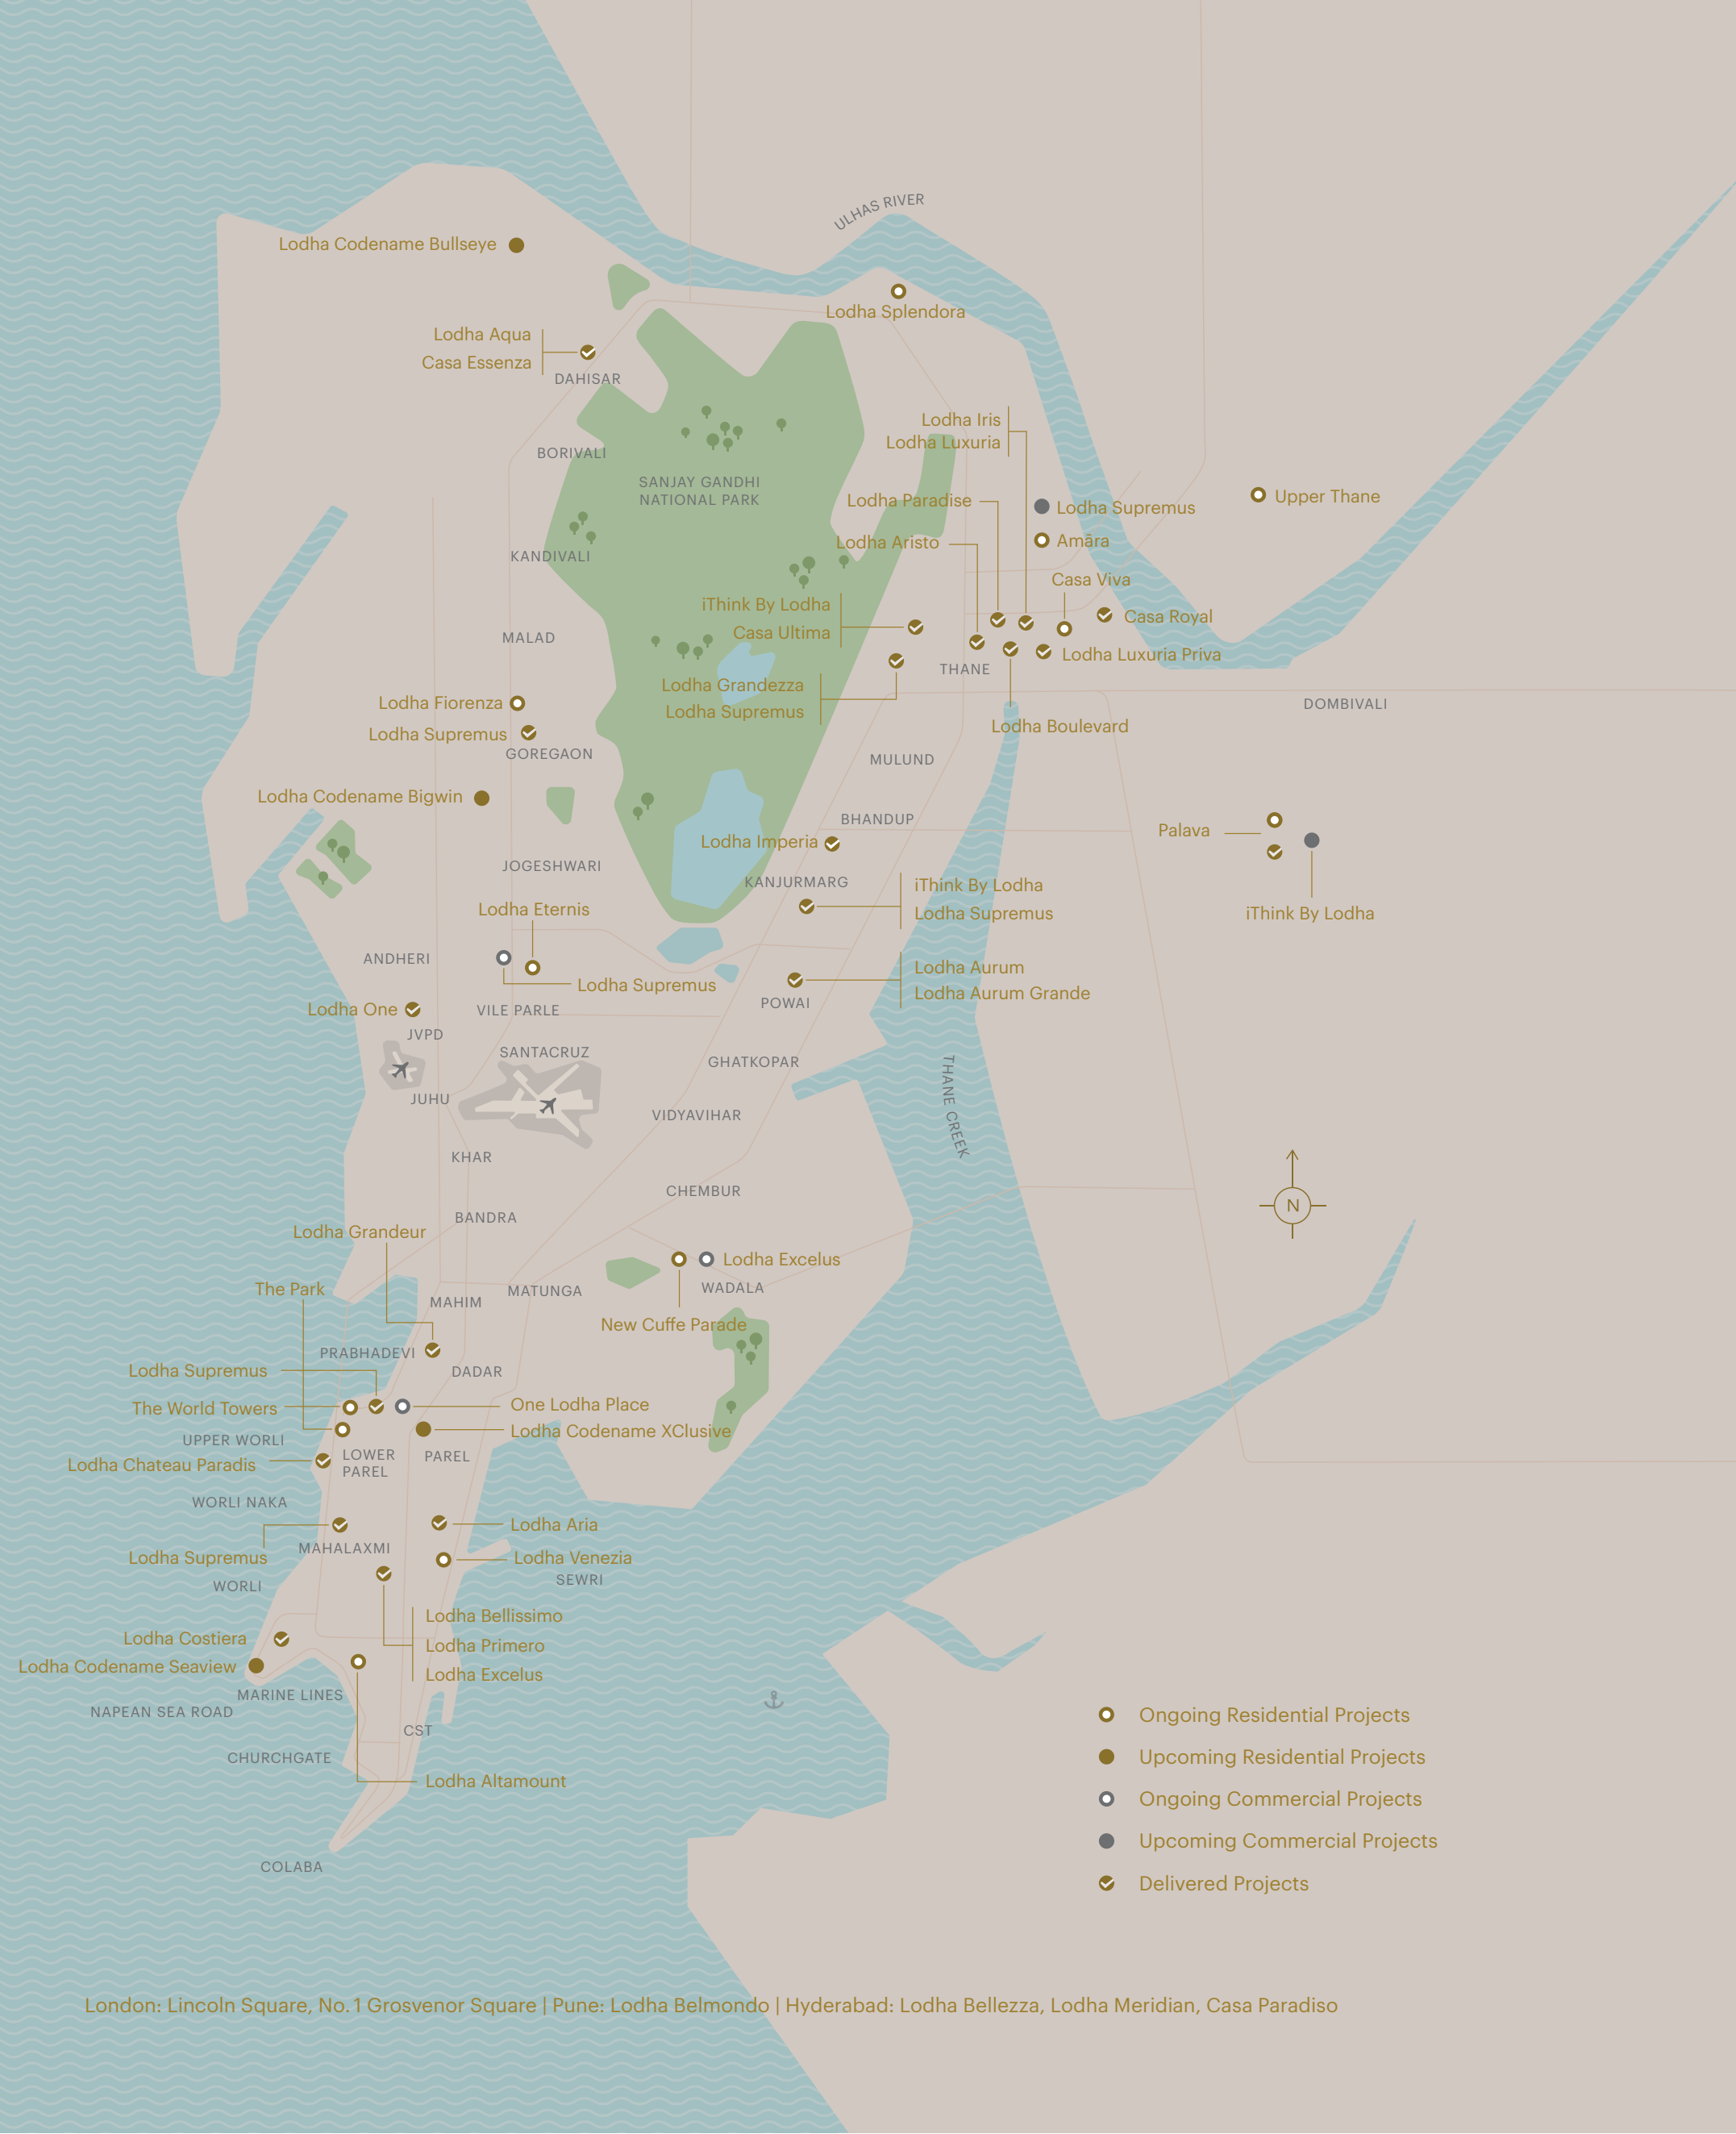 ULHAS RIVER
Lodha Codename Bullseye
Lodha Splendora
Lodha Aqua
Casa Essenza
DAHISAR
Lodha Iris
Lodha Luxuria
BORIVALI
SANJAY GANDHI
NATIONAL PARK
Lodha Paradise
Lodha Supremus
Upper Thane
Lodha Aristo
Amāra
KANDIVALI
Casa Viva
iThink By Lodha
Casa Ultima
Casa Royal
MALAD
Lodha Luxuria Priva
THANE
Lodha Grandezza
Lodha Supremus
Lodha Fiorenza
DOMBIVALI
Lodha Boulevard
Lodha Supremus
GOREGAON
MULUND
Lodha Codename Bigwin
BHANDUP
Palava
Lodha Imperia
JOGESHWARI
KANJURMARG
iThink By Lodha
Lodha Supremus
iThink By Lodha
Lodha Eternis
ANDHERI
Lodha Aurum
Lodha Aurum Grande
Lodha Supremus
POWAI
Lodha One
VILE PARLE
JVPD
SANTACRUZ
GHATKOPAR
THANE CREEK
JUHU
VIDYAVIHAR
KHAR
CHEMBUR
N
BANDRA
Lodha Grandeur
Lodha Excelus
WADALA
The Park
MATUNGA
MAHIM
New Cuffe Parade
PRABHADEVI
Lodha Supremus
DADAR
The World Towers
One Lodha Place
Lodha Codename XClusive
UPPER WORLI
LOWER
PAREL
PAREL
Lodha Chateau Paradis
WORLI NAKA
Lodha Aria
MAHALAXMI
Lodha Supremus
Lodha Venezia
SEWRI
WORLI
Lodha Bellissimo
Lodha Primero
Lodha Excelus
Lodha Costiera
Lodha Codename Seaview
MARINE LINES
NAPEAN SEA ROAD
CST
CHURCHGATE
Lodha Altamount
COLABA
Ongoing Residential Projects
Upcoming Residential Projects
Ongoing Commercial Projects
Upcoming Commercial Projects
Delivered Projects
London: Lincoln Square, No.1 Grosvenor Square | Pune: Lodha Belmondo | Hyderabad: Lodha Bellezza, Lodha Meridian, Casa Paradiso